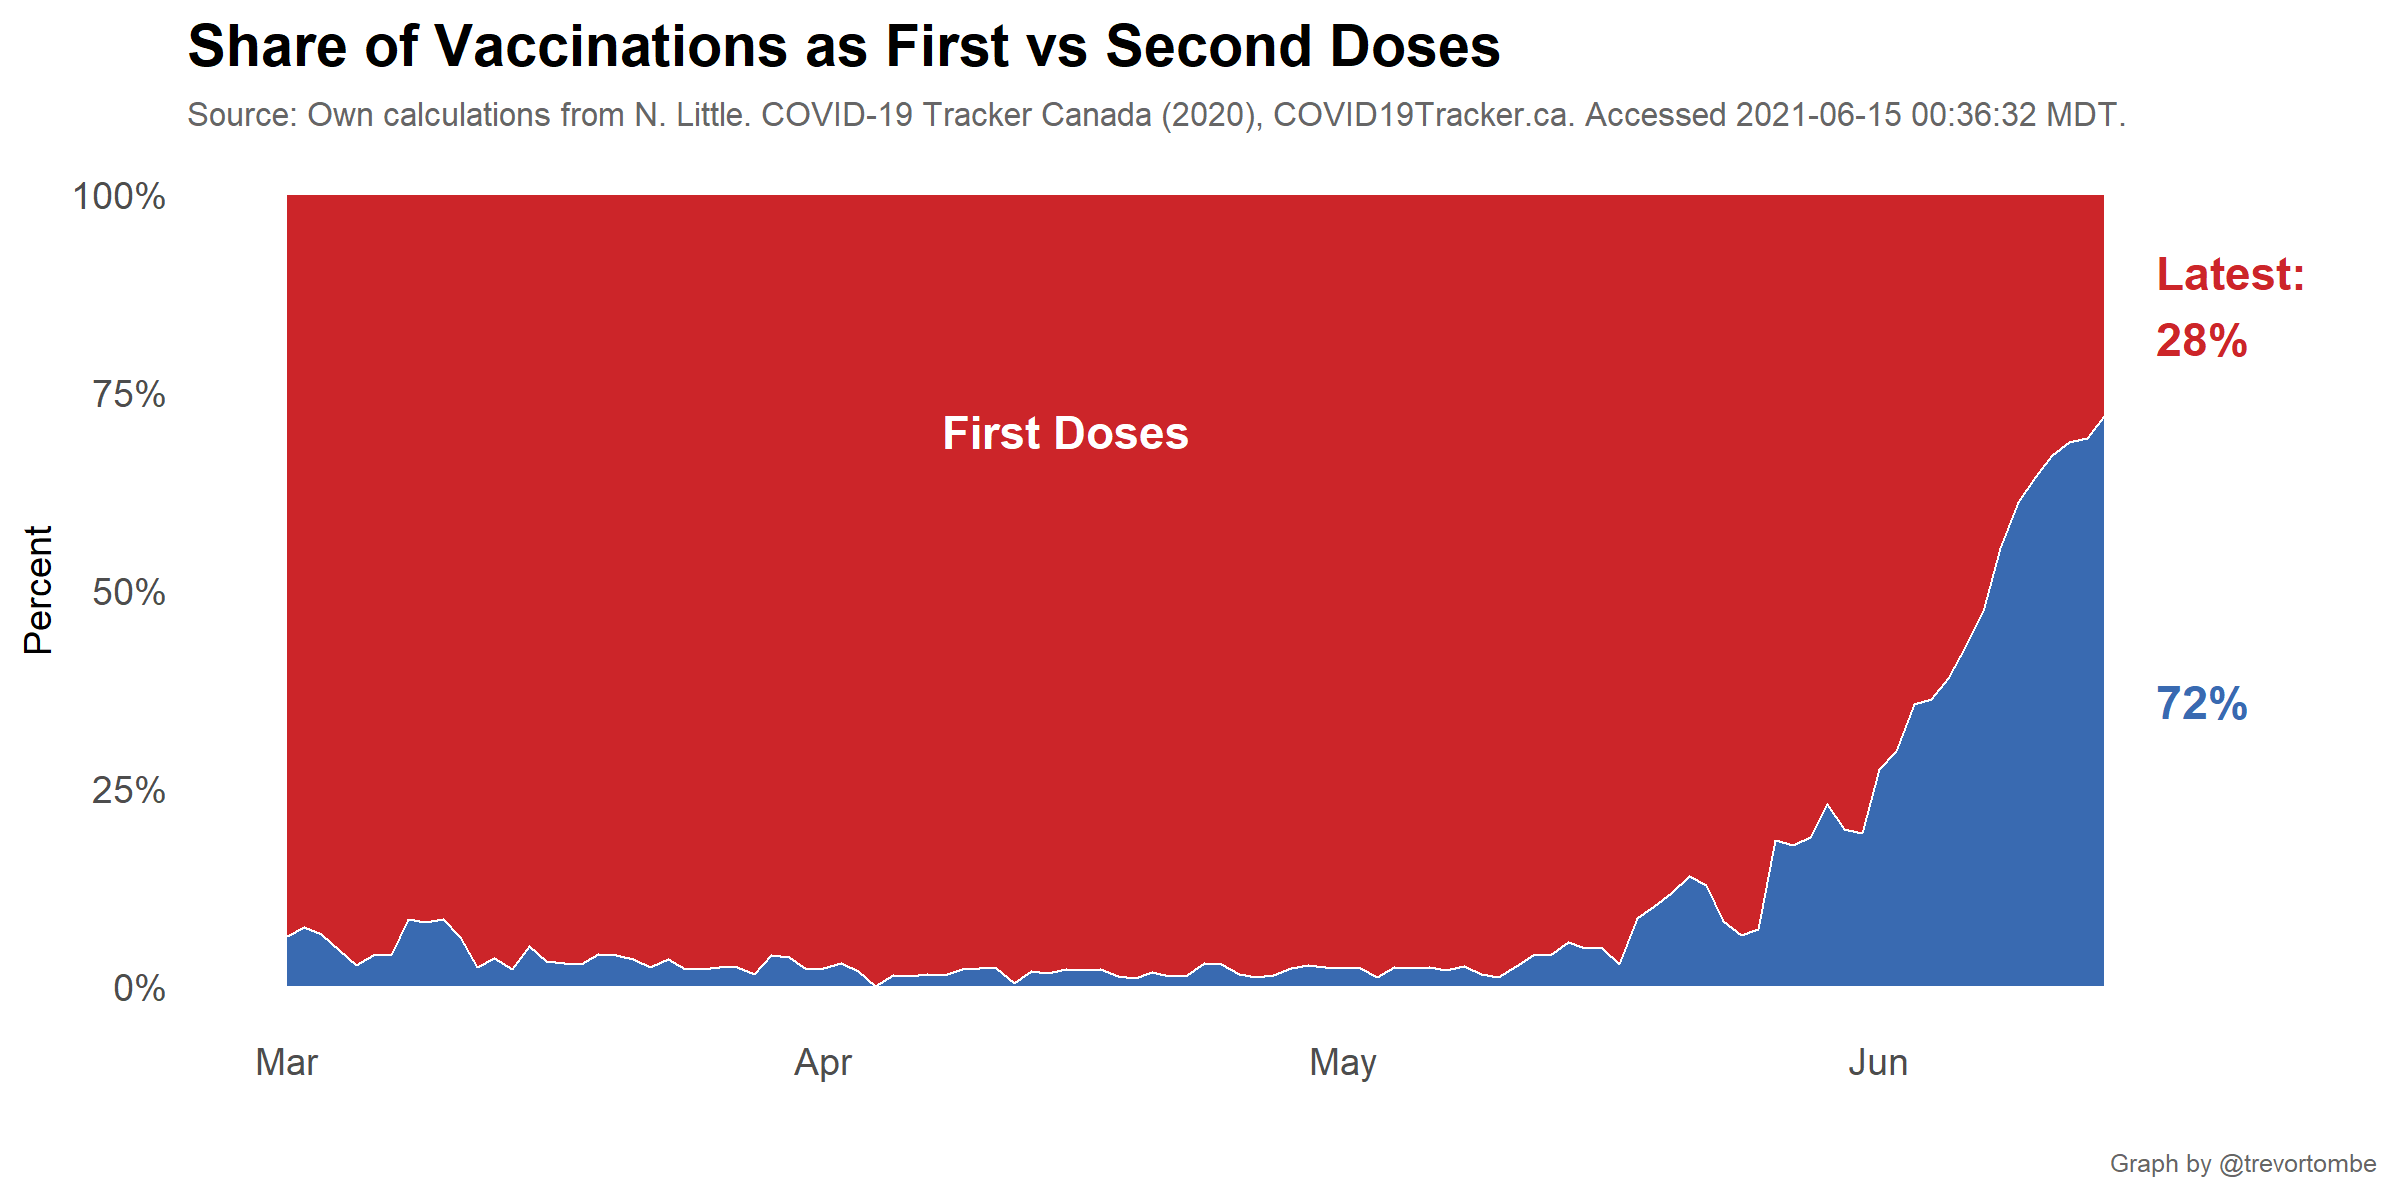 Share of Vaccinations as First vs Second Doses
Source: Own calculations from N. Little. COVID-19 Tracker Canada (2020), COVID19Tracker.ca. Accessed 2021-06-15 00:36:32 MDT.
100%
75%
50%
25%
0%
Percent
First Doses
Latest:
28%
72%
Mar
Apr
May
Jun
Graph by @trevortombe